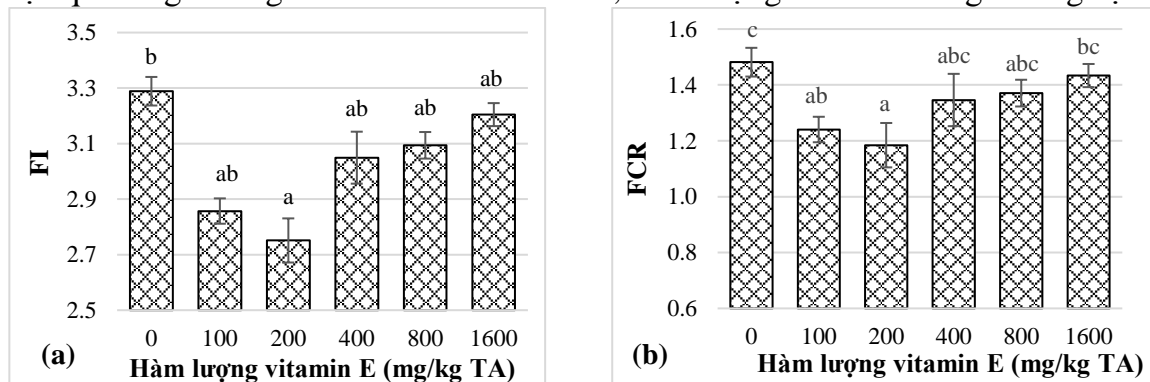 b
ab
a
ab
ab
ab
FI
3.5
3.3
3.1
2.9
2.7
2.5
0 100 200 400 800 1600
(a) Hàm lượng vitamin E (mg/kg TA)
c
ab
a
abc
abc
bc
FCR
1.6
1.4
1.2
1.0
0.8
0.6
0 100 200 400 800 1600
(b) Hàm lượng vitamin E (mg/kg TA)